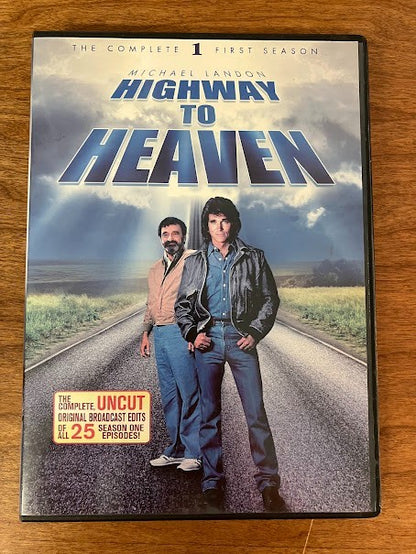 THE COMPLETE 1 FIRST SEASON
MICHAEL LANDON
HIGHWAY
TO
HEAVEN
THE
COMPLETE, UNCUT
ORIGINAL BROADCAST EDITS
OF ALL 25 SEASON ONE EPISODES!